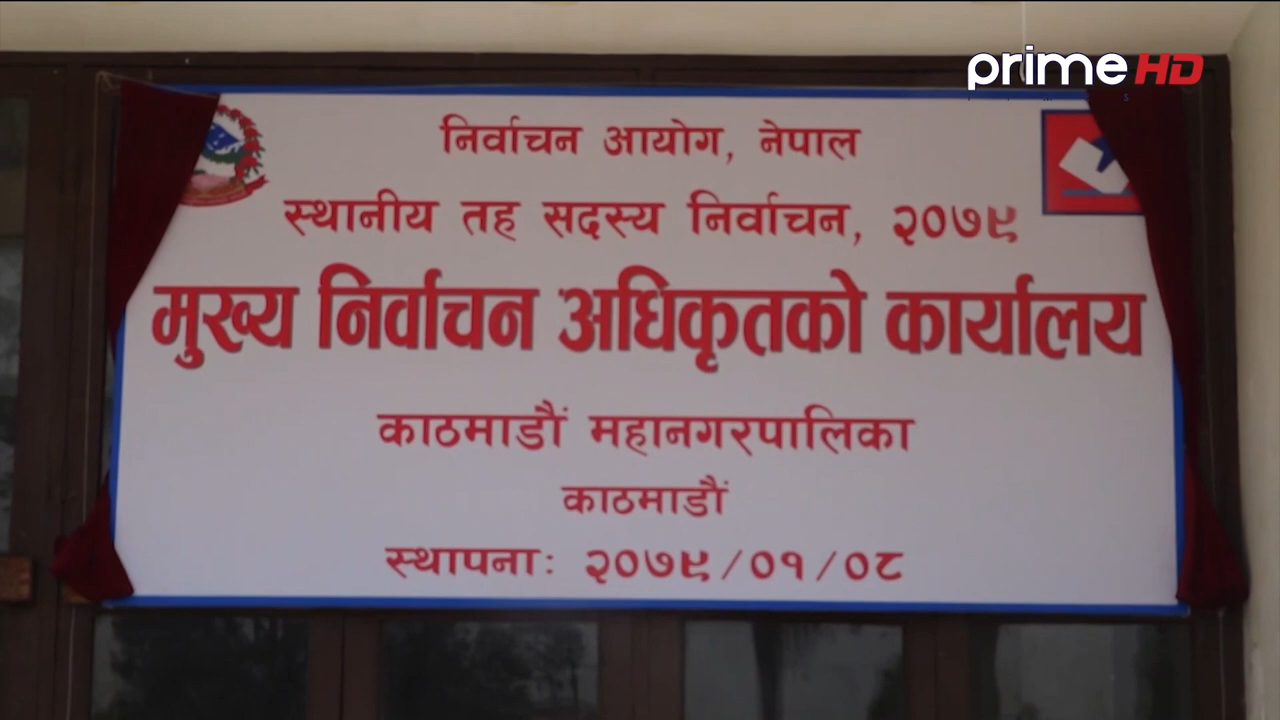 prime HD
निर्वाचन आयोग, नेपाल
स्थानीय तह सदस्य निर्वाचन, २०७९
मुख्य निर्वाचन अधिकृतको कार्यालय
काठमाडौं महानगरपालिका
काठमाडौं
स्थापनाः २०७९/०१/०८